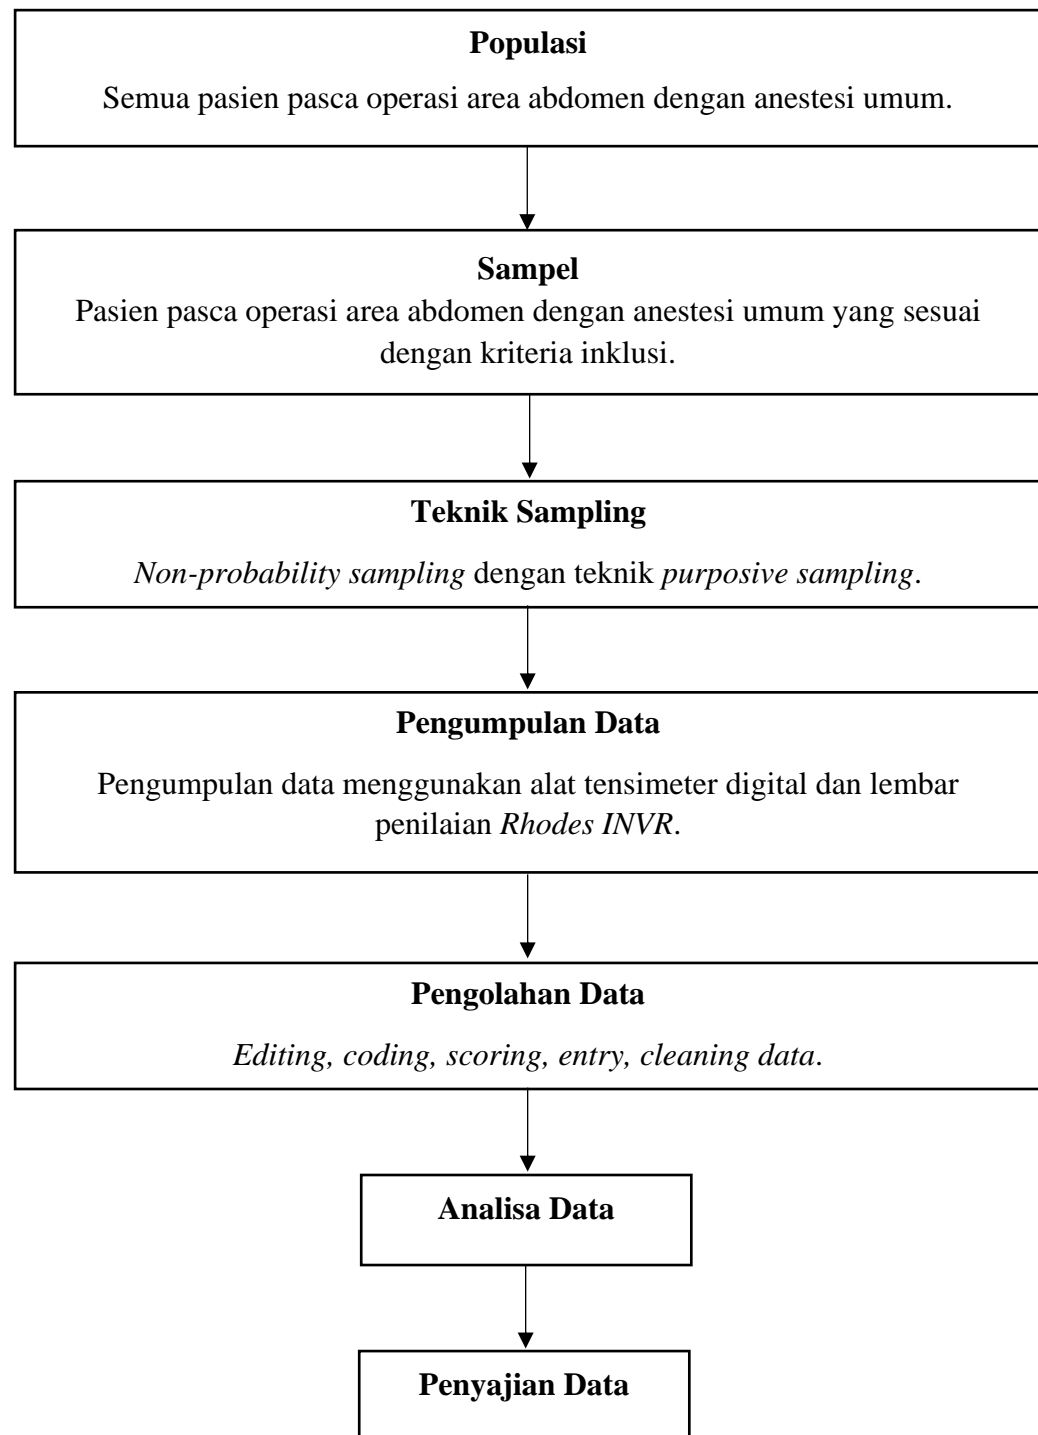 Populasi
Semua pasien pasca operasi area abdomen dengan anestesi umum.
Sampel
Pasien pasca operasi area abdomen dengan anestesi umum yang sesuai
dengan kriteria inklusi.
Teknik Sampling
Non-probability sampling dengan teknik purposive sampling.
Pengumpulan Data
Pengumpulan data menggunakan alat tensimeter digital dan lembar
penilaian Rhodes INVR.
Pengolahan Data
Editing, coding, scoring, entry, cleaning data.
Analisa Data
Penyajian Data